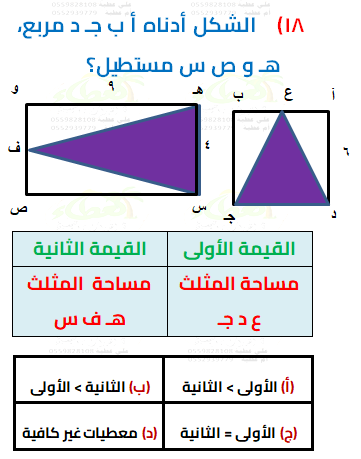 ١٨) الشكل أدناه أ ب جـ د مربع،
هـ و ص س مستطيل؟
و ٩ هـ ب ع أ
ف ٤ ٦
ص س جـ د
القيمة الأولى القيمة الثانية
مساحة المثلث مساحة المثلث
ع د جـ هـ ف س
(أ) الأولى > الثانية (ب) الثانية > الأولى
(ج) الأولى = الثانية (د) معطيات غير كافية